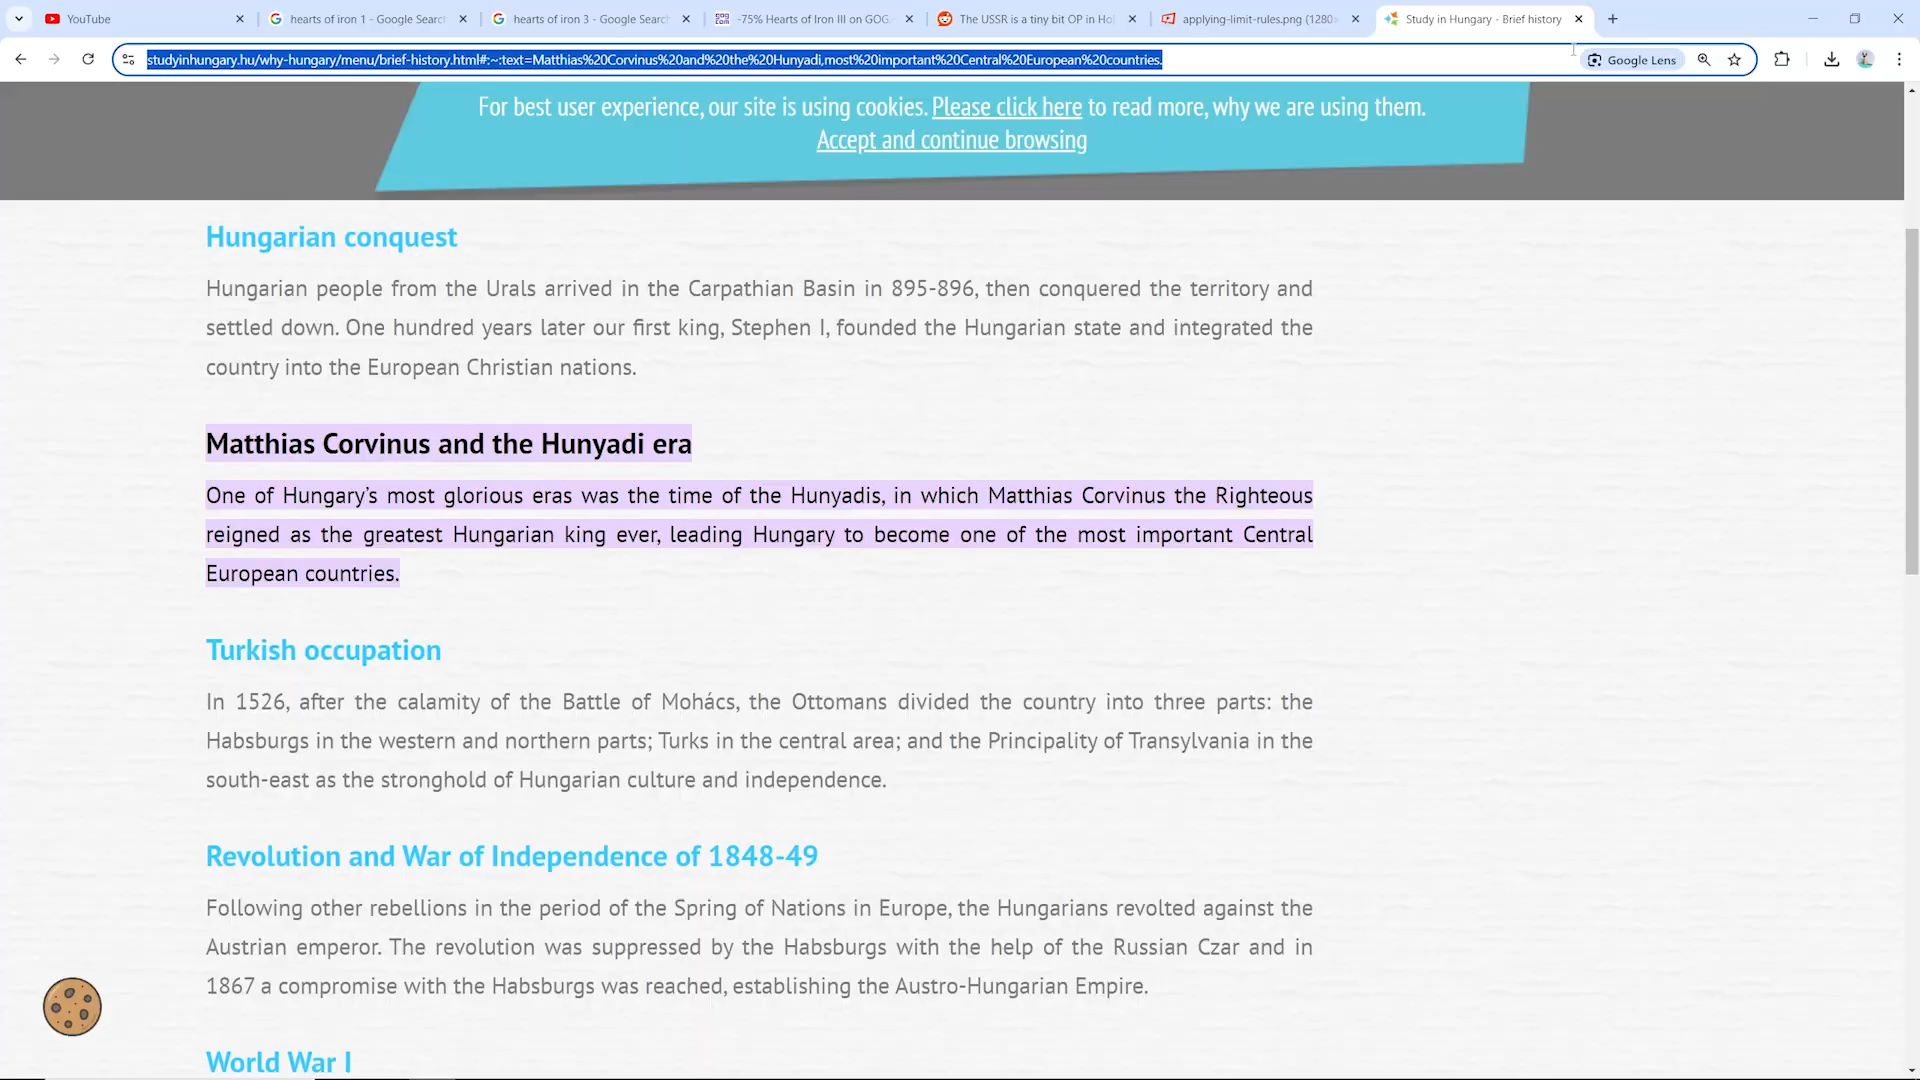 YouTube
hearts of iron 1 - Google Searc
hearts of iron 3 - Google Searc
-75% Hearts of Iron III on GOG.
The USSR is a tiny bit OP in Ho
applying-limit-rules.png (1280×
Study in Hungary - Brief history
studyinhungary.hu/why-hungary/menu/brief-history.html#:~:text=Matthias%20Corvinus%20and%20the%20Hunyadi,most%20important%20Central%20European%20countries.
Google Lens
For best user experience, our site is using cookies. Please click here to read more, why we are using them.
Accept and continue browsing
Hungarian conquest
Hungarian people from the Urals arrived in the Carpathian Basin in 895-896, then conquered the territory and
settled down. One hundred years later our first king, Stephen I, founded the Hungarian state and integrated the
country into the European Christian nations.
Matthias Corvinus and the Hunyadi era
One of Hungary's most glorious eras was the time of the Hunyadis, in which Matthias Corvinus the Righteous
reigned as the greatest Hungarian king ever, leading Hungary to become one of the most important Central
European countries.
Turkish occupation
In 1526, after the calamity of the Battle of Mohács, the Ottomans divided the country into three parts: the
Habsburgs in the western and northern parts; Turks in the central area; and the Principality of Transylvania in the
south-east as the stronghold of Hungarian culture and independence.
Revolution and War of Independence of 1848-49
Following other rebellions in the period of the Spring of Nations in Europe, the Hungarians revolted against the
Austrian emperor. The revolution was suppressed by the Habsburgs with the help of the Russian Czar and in
1867 a compromise with the Habsburgs was reached, establishing the Austro-Hungarian Empire.
World War I